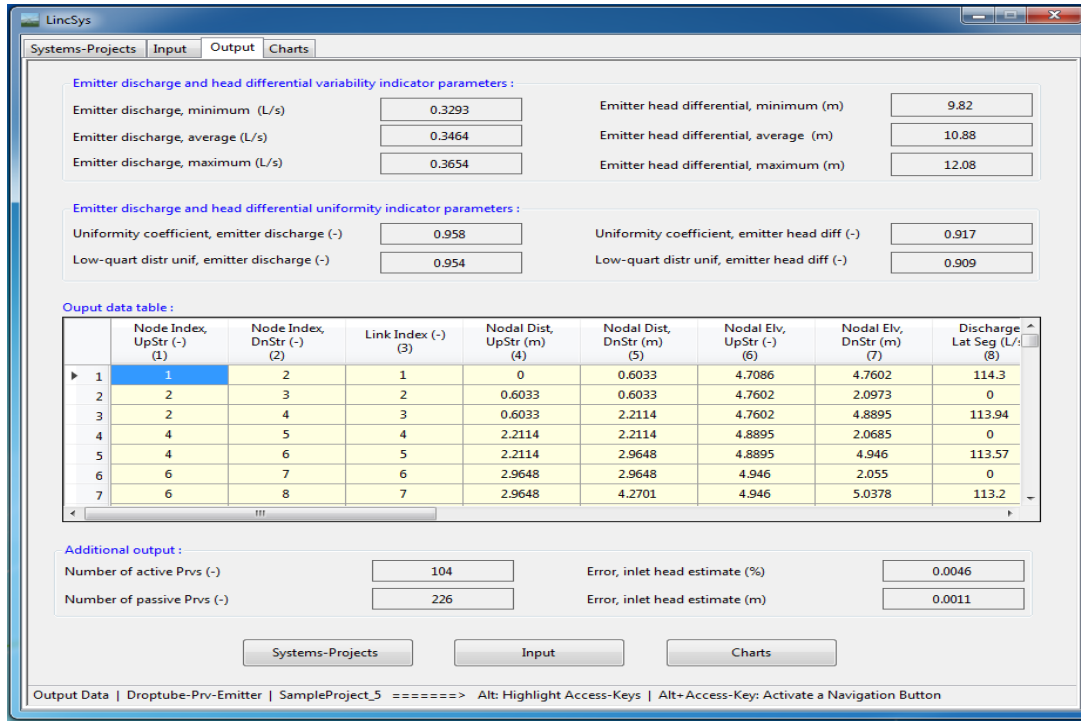 LincSys
Systems-Projects Input Output Charts
Emitter discharge and head differential variability indicator parameters :
Emitter discharge, minimum (L/s) 0.3293 Emitter head differential, minimum (m) 9.82
Emitter discharge, average (L/s) 0.3464 Emitter head differential, average (m) 10.88
Emitter discharge, maximum (L/s) 0.3654 Emitter head differential, maximum (m) 12.08
Emitter discharge and head differential uniformity indicator parameters :
Uniformity coefficient, emitter discharge (-) 0.958 Uniformity coefficient, emitter head diff (-) 0.917
Low-quart distr unif, emitter discharge (-) 0.954 Low-quart distr unif, emitter head diff (-) 0.909
Ouput data table :
Node Index, Node Index, Link Index (-) Nodal Dist, Nodal Dist, Nodal Elv, Nodal Elv, Discharge
UpStr (-) DnStr (-) (3) UpStr (m) DnStr (m) UpStr (-) DnStr (m) Lat Seg (L/s
(1) (2) (4) (5) (6) (7) (8)
1 1 2 1 0 0.6033 4.7086 4.7602 114.3
2 2 3 2 0.6033 0.6033 4.7602 2.0973 0
3 2 4 3 0.6033 2.2114 4.7602 4.8895 113.94
4 4 5 4 2.2114 2.2114 4.8895 2.0685 0
5 4 6 5 2.2114 2.9648 4.8895 4.946 113.57
6 6 7 6 2.9648 2.9648 4.946 2.055 0
7 6 8 7 2.9648 4.2701 4.946 5.0378 113.2
Additional output :
Number of active Prvs (-) 104 Error, inlet head estimate (%) 0.0046
Number of passive Prvs (-) 226 Error, inlet head estimate (m) 0.0011
Systems-Projects Input Charts
Output Data | Droptube-Prv-Emitter | SampleProject_5 =======> Alt: Highlight Access-Keys | Alt+Access-Key: Activate a Navigation Button